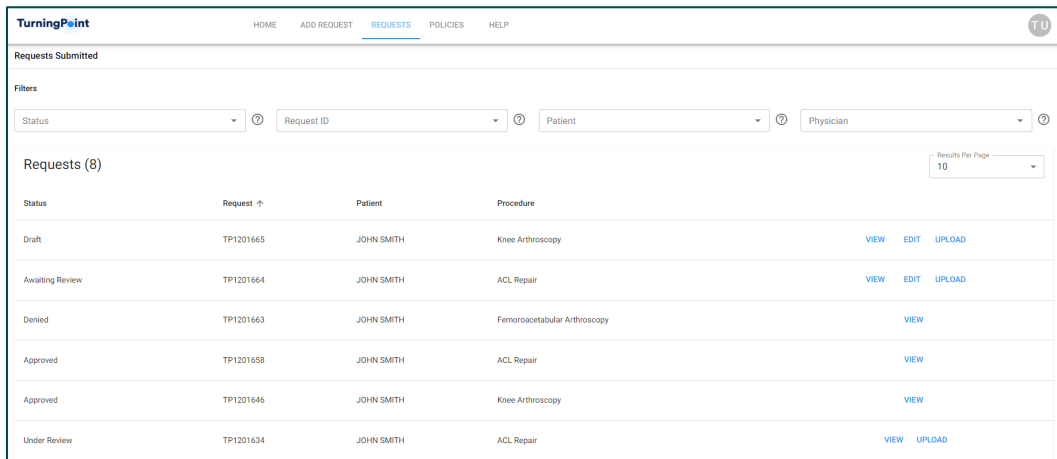 TurningPoint HOME ADD REQUEST REQUESTS POLICIES HELP TU
Requests Submitted
Filters
Status Request ID Patient Physician
Requests (8) Results Per Page
10
Status Request Patient Procedure
Draft TP1201665 JOHN SMITH Knee Arthroscopy VIEW EDIT UPLOAD
Awaiting Review TP1201664 JOHN SMITH ACL Repair VIEW EDIT UPLOAD
Denied TP1201663 JOHN SMITH Femoroacetabular Arthroscopy VIEW
Approved TP1201658 JOHN SMITH ACL Repair VIEW
Approved TP1201646 JOHN SMITH Knee Arthroscopy VIEW
Under Review TP1201634 JOHN SMITH ACL Repair VIEW UPLOAD